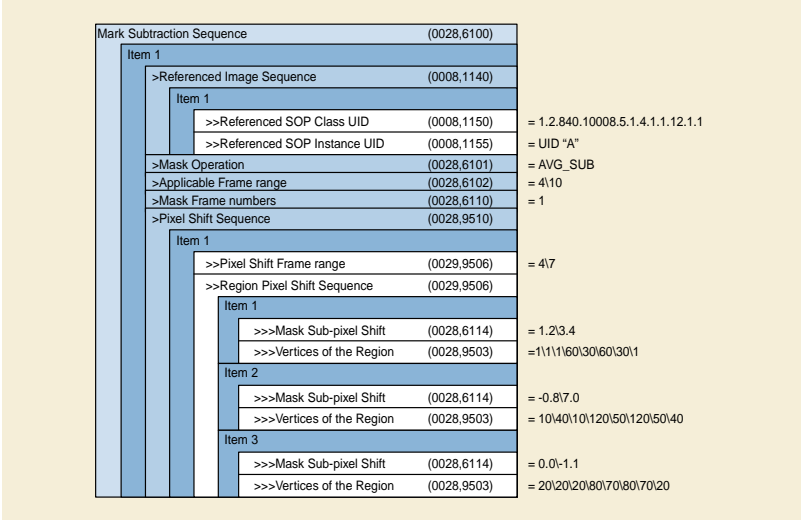 Mark Subtraction Sequence (0028,6100)
Item 1
>Referenced Image Sequence (0008,1140)
Item 1
>>Referenced SOP Class UID (0008,1150) = 1.2.840.10008.5.1.4.1.1.12.1.1
>>Referenced SOP Instance UID (0008,1155) = UID “A”
>Mask Operation (0028,6101) = AVG_SUB
>Applicable Frame range (0028,6102) = 4\10
>Mask Frame numbers (0028,6110) = 1
>Pixel Shift Sequence (0028,9510)
Item 1
>>Pixel Shift Frame range (0029,9506) = 4\7
>>Region Pixel Shift Sequence (0029,9506)
Item 1
>>>Mask Sub-pixel Shift (0028,6114) = 1.2\3.4
>>>Vertices of the Region (0028,9503) =1\1\1\60\30\60\30\1
Item 2
>>>Mask Sub-pixel Shift (0028,6114) = -0.8\7.0
>>>Vertices of the Region (0028,9503) = 10\40\10\120\50\120\50\40
Item 3
>>>Mask Sub-pixel Shift (0028,6114) = 0.0\-1.1
>>>Vertices of the Region (0028,9503) = 20\20\20\80\70\80\70\20